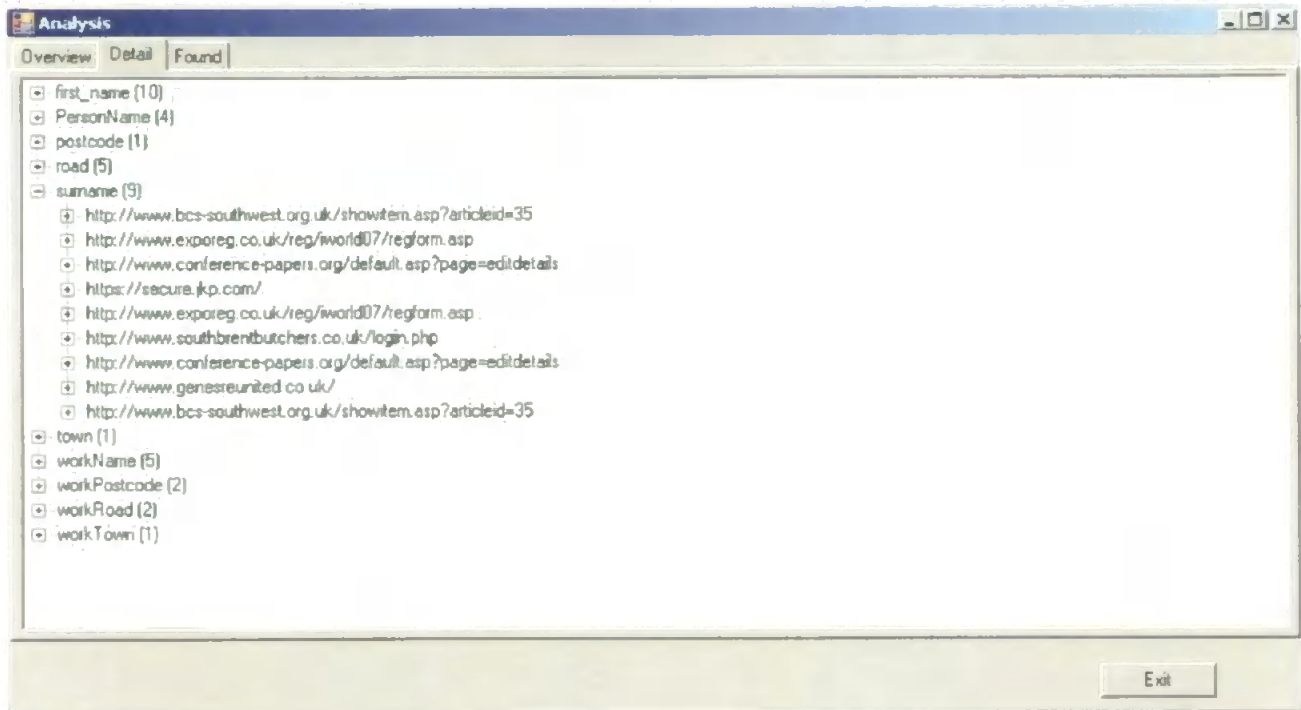 Analysis
Overview Detail Found
first_name (10)
PersonName (4)
postcode (1)
road (5)
surname (9)
http://www.bcs-southwest.org.uk/showitem.asp?articleid=35
http://www.exporeg.co.uk/reg/iworld07/regform.asp
http://www.conference-papers.org/default.asp?page=editdetails
https://secure.jkp.com/
http://www.exporeg.co.uk/reg/iworld07/regform.asp
http://www.southbrentbutchers.co.uk/login.php
http://www.conference-papers.org/default.asp?page=editdetails
http://www.genesreunited.co.uk/
http://www.bcs-southwest.org.uk/showitem.asp?articleid=35
town (1)
workName (5)
workPostcode (2)
workRoad (2)
workTown (1)
Exit